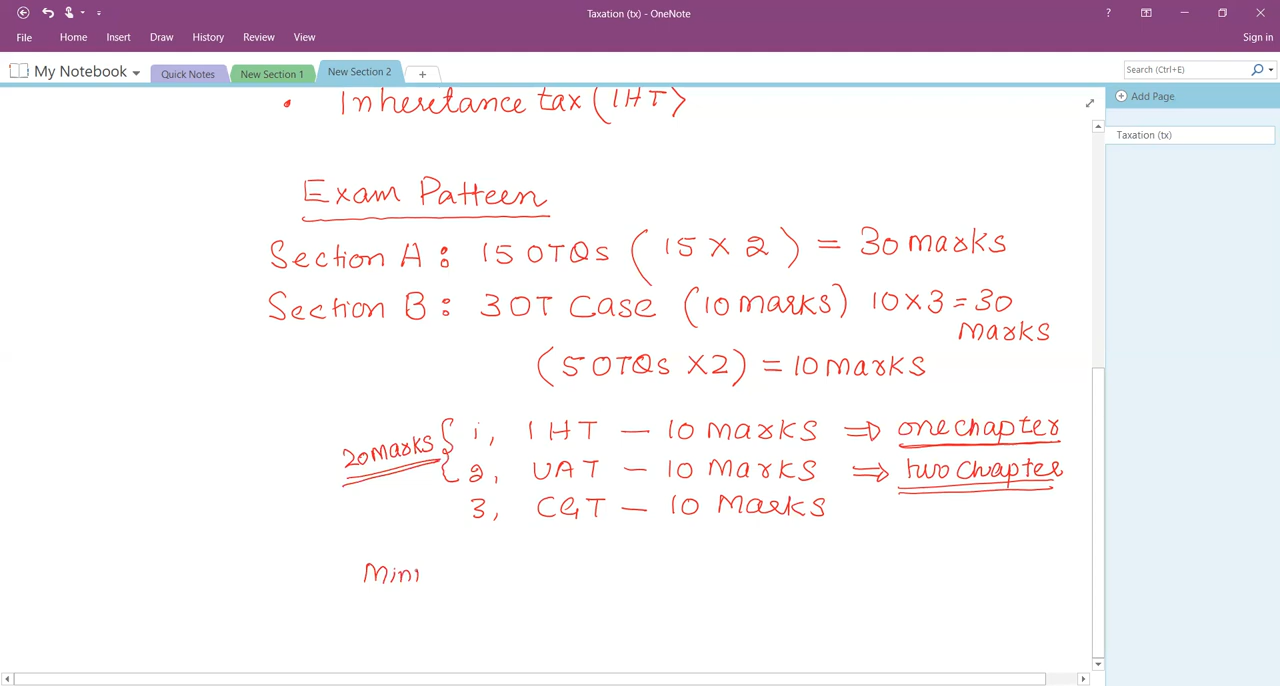 Taxation (tx) - OneNote
File Home Insert Draw History Review View Sign in
My Notebook Quick Notes New Section 1 New Section 2 + Search (Ctrl+E)
Add Page
Taxation (tx)
• Inheretance tax (IHT)
Exam Patteen
Section A : 15 OTQs (15 X 2) = 30 marks
Section B : 3 OT Case (10 marks) 10 x 3 = 30
Marks
(5 OTQs X 2) = 10 marks
20 marks
1, IHT — 10 marks ⇒ one chapter
2, VAT — 10 Marks ⇒ two chapter
3, CGT — 10 Marks
Mini